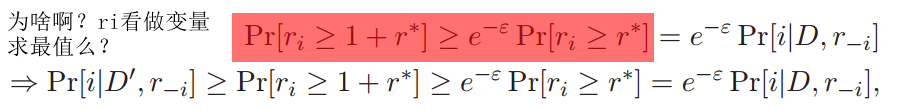 为啥啊？ri看做变量
求最值么？
Pr[r_i ≥ 1 + r*] ≥ e^{-ε} Pr[r_i ≥ r*] = e^{-ε} Pr[i|D, r_{-i}]
⇒ Pr[i|D′, r_{-i}] ≥ Pr[r_i ≥ 1 + r*] ≥ e^{-ε} Pr[r_i ≥ r*] = e^{-ε} Pr[i|D, r_{-i}],